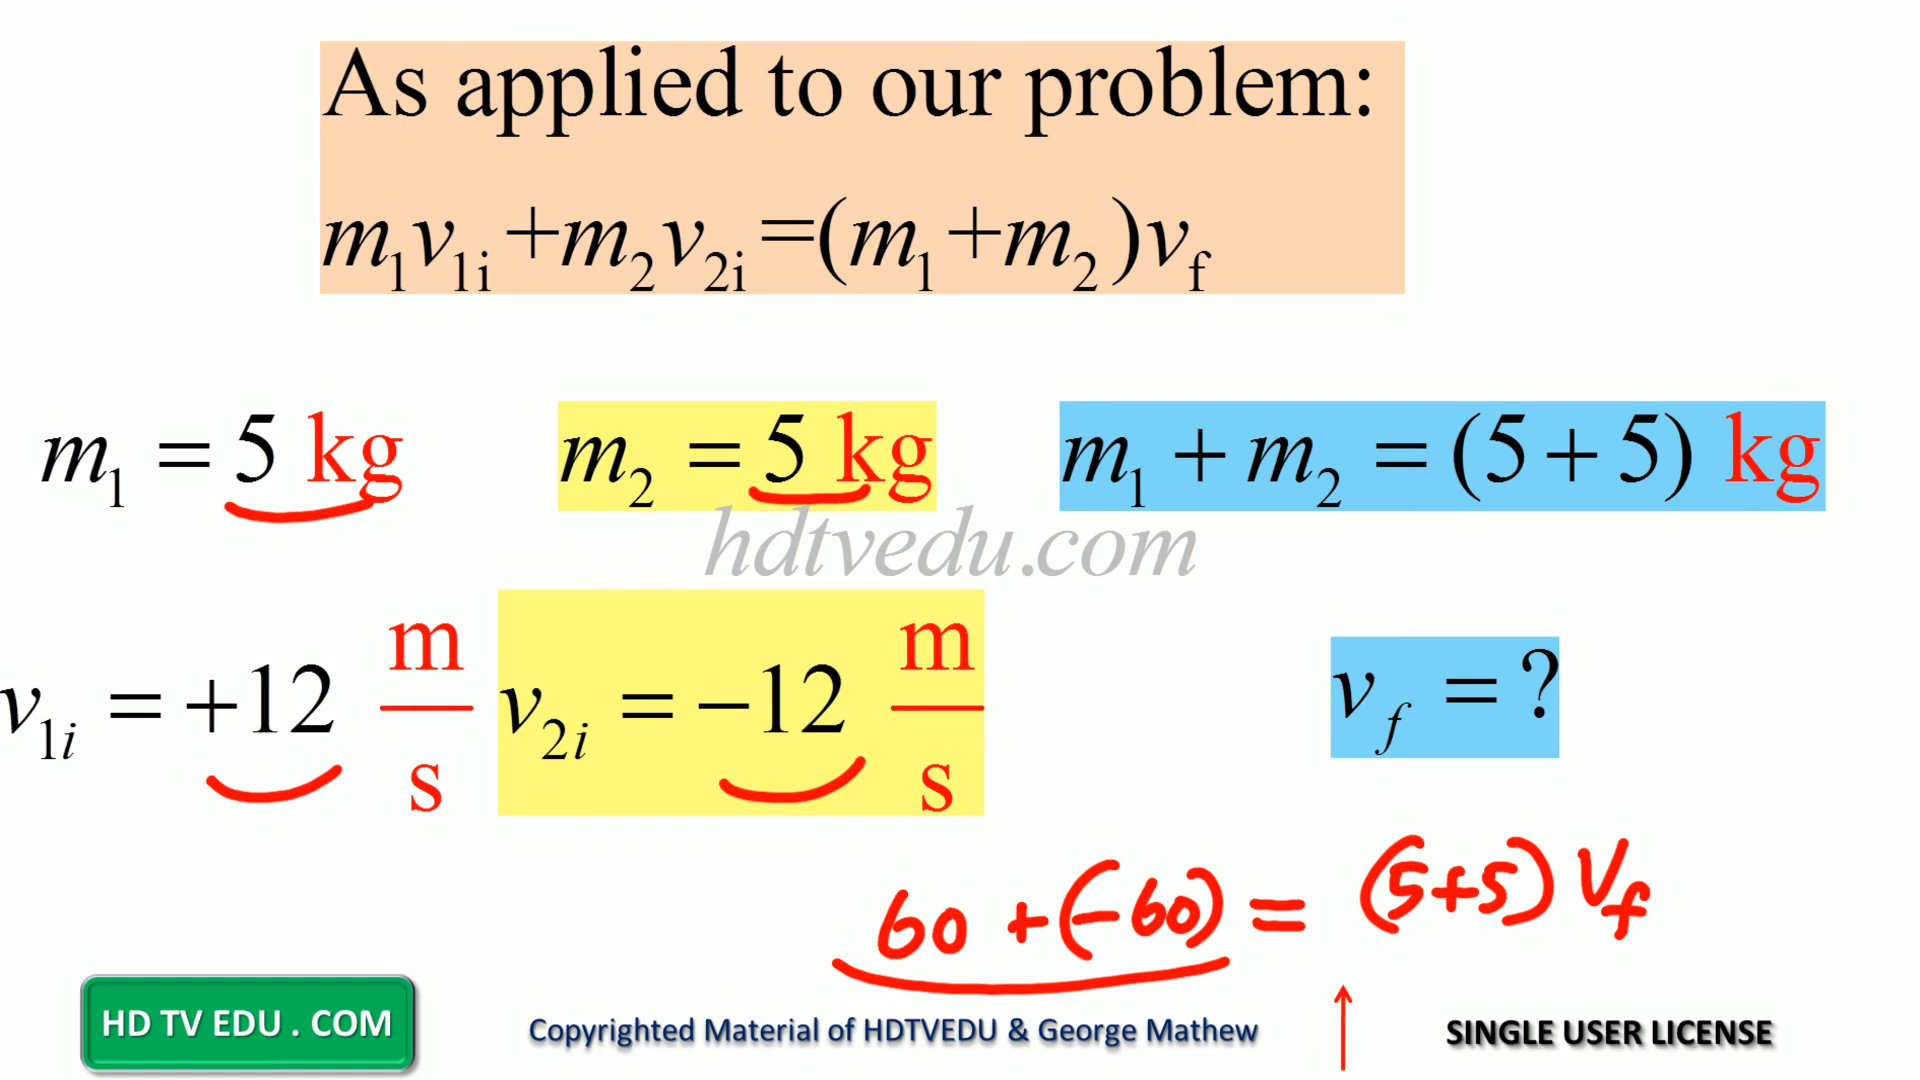 As applied to our problem:
m₁v₁ᵢ+m₂v₂ᵢ=(m₁+m₂)v_f
m₁ = 5 kg
m₂ = 5 kg
m₁ + m₂ = (5 + 5) kg
hdtvedu.com
v₁ᵢ = +12 m/s
v₂ᵢ = −12 m/s
v_f = ?
60 + (−60) = (5+5) V_f
HD TV EDU . COM
Copyrighted Material of HDTVEDU & George Mathew
SINGLE USER LICENSE